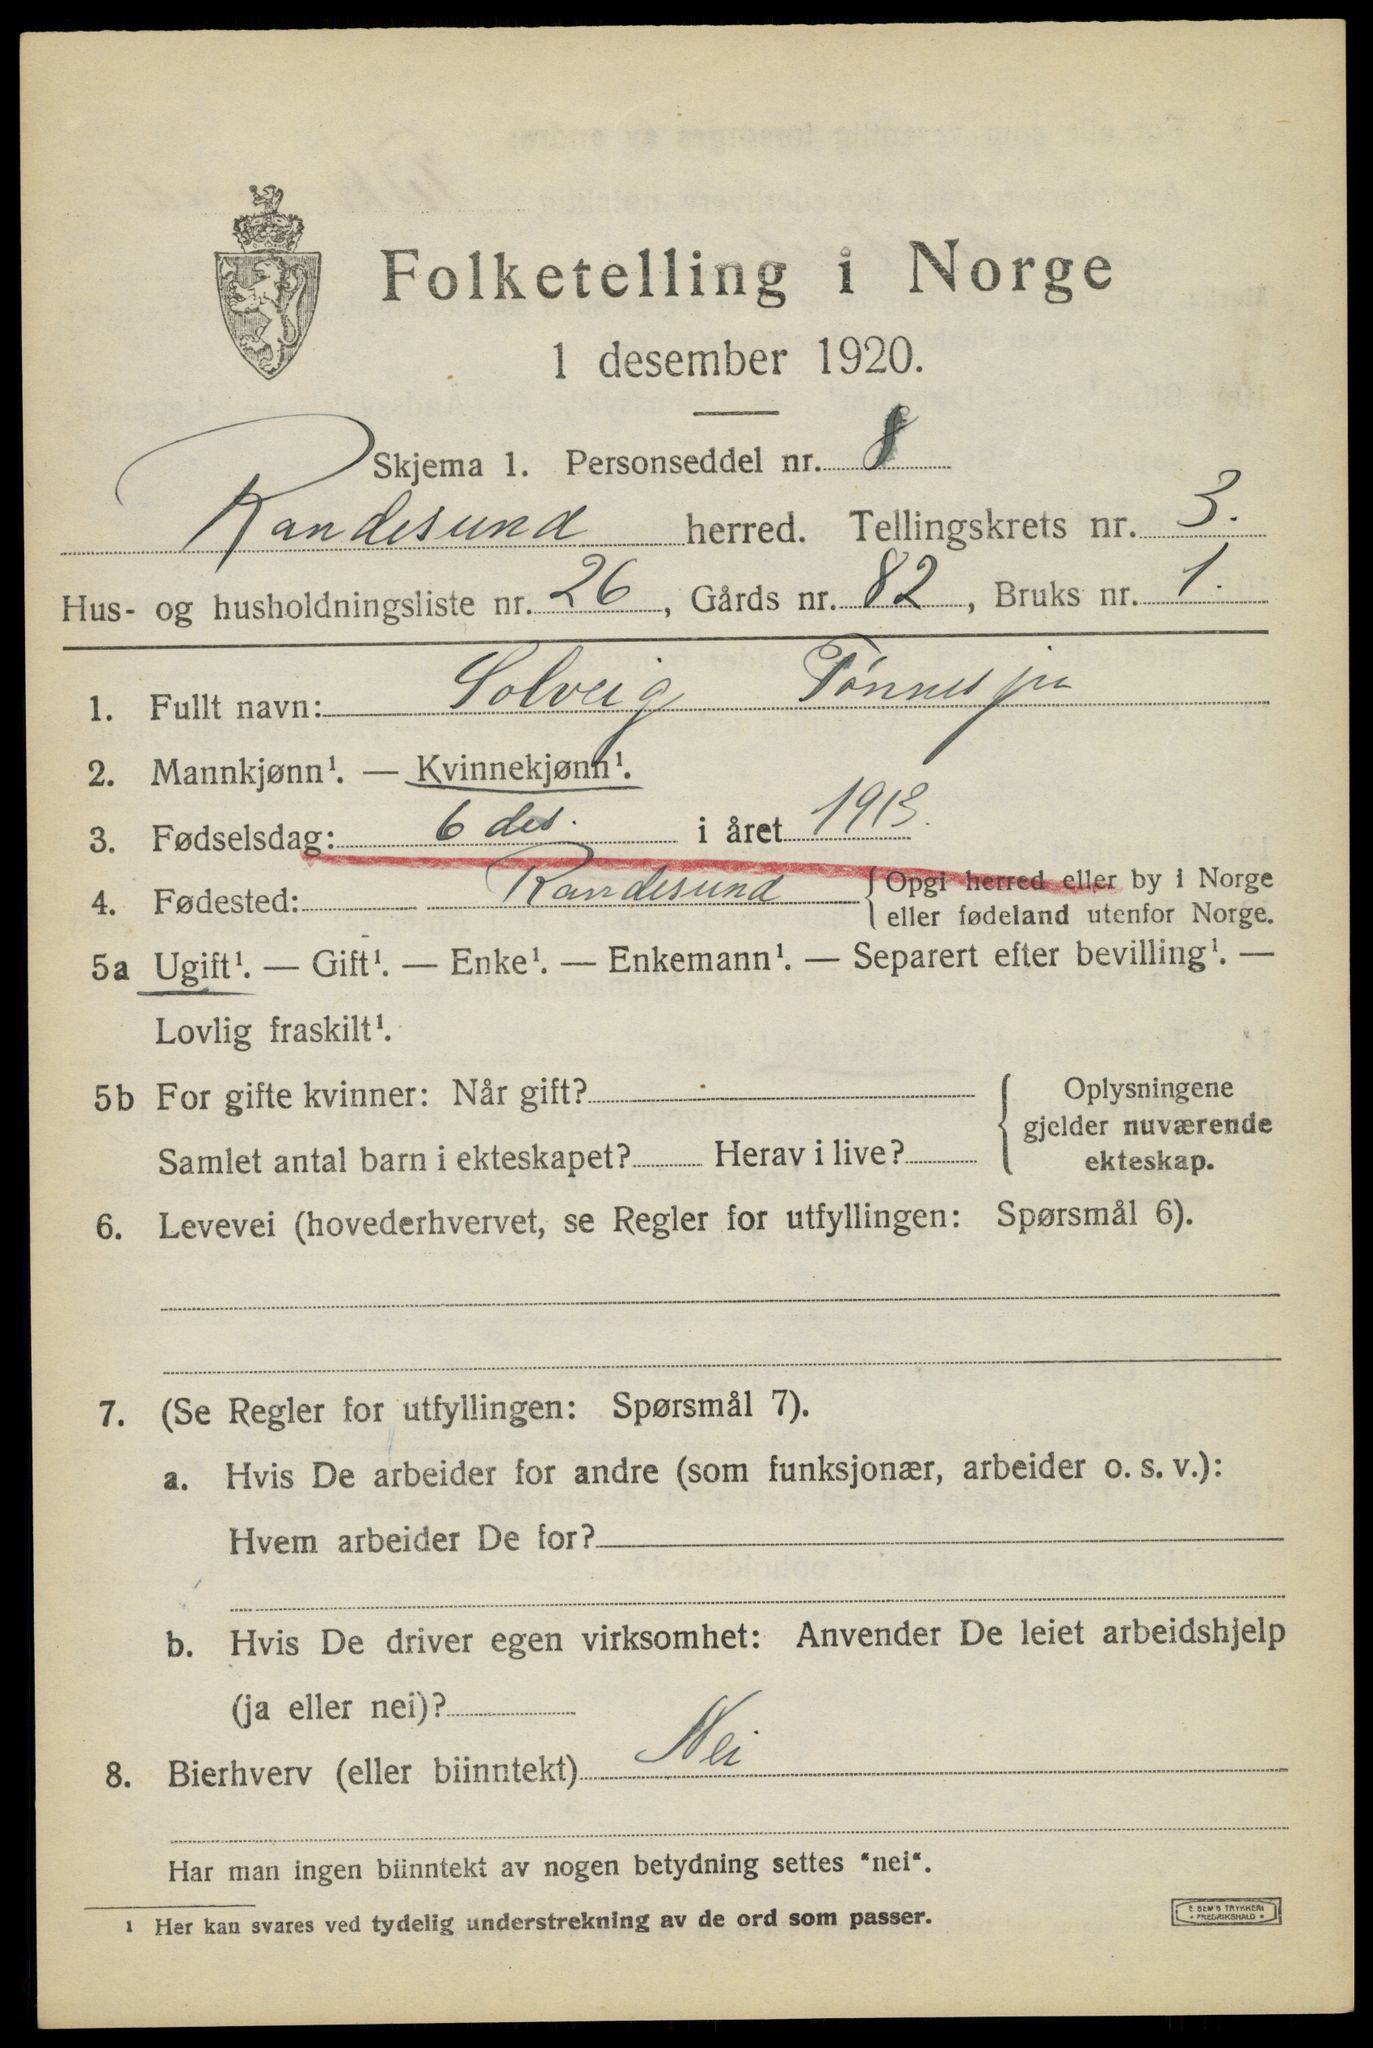 Folketelling i Norge
1 desember 1920.
Skjema 1. Personseddel nr. 8
Randesund herred. Tellingskrets nr. 3.
Hus- og husholdningsliste nr. 26, Gårds nr. 82, Bruks nr. 1.
1. Fullt navn: Solveig Tønnesjn
2. Mannkjønn¹. — Kvinnekjønn¹.
3. Fødselsdag: 6 des. i året 1913.
4. Fødested: Randesund { Opgi herred eller by i Norge
eller fødeland utenfor Norge.
5a Ugift¹. — Gift¹. — Enke¹. — Enkemann¹. — Separert efter bevilling¹. —
Lovlig fraskilt¹.
5b For gifte kvinner: Når gift? { Oplysningene
gjelder nuværende
Samlet antal barn i ekteskapet? Herav i live? ekteskap.
6. Levevei (hovederhvervet, se Regler for utfyllingen: Spørsmål 6).
7. (Se Regler for utfyllingen: Spørsmål 7).
a. Hvis De arbeider for andre (som funksjonær, arbeider o. s. v.):
Hvem arbeider De for?
b. Hvis De driver egen virksomhet: Anvender De leiet arbeidshjelp
(ja eller nei)?
8. Bierhverv (eller biinntekt) Nei
Har man ingen biinntekt av nogen betydning settes "nei".
¹ Her kan svares ved tydelig understrekning av de ord som passer.
E SEM'S TRYKKERI
FREDRIKSHALD